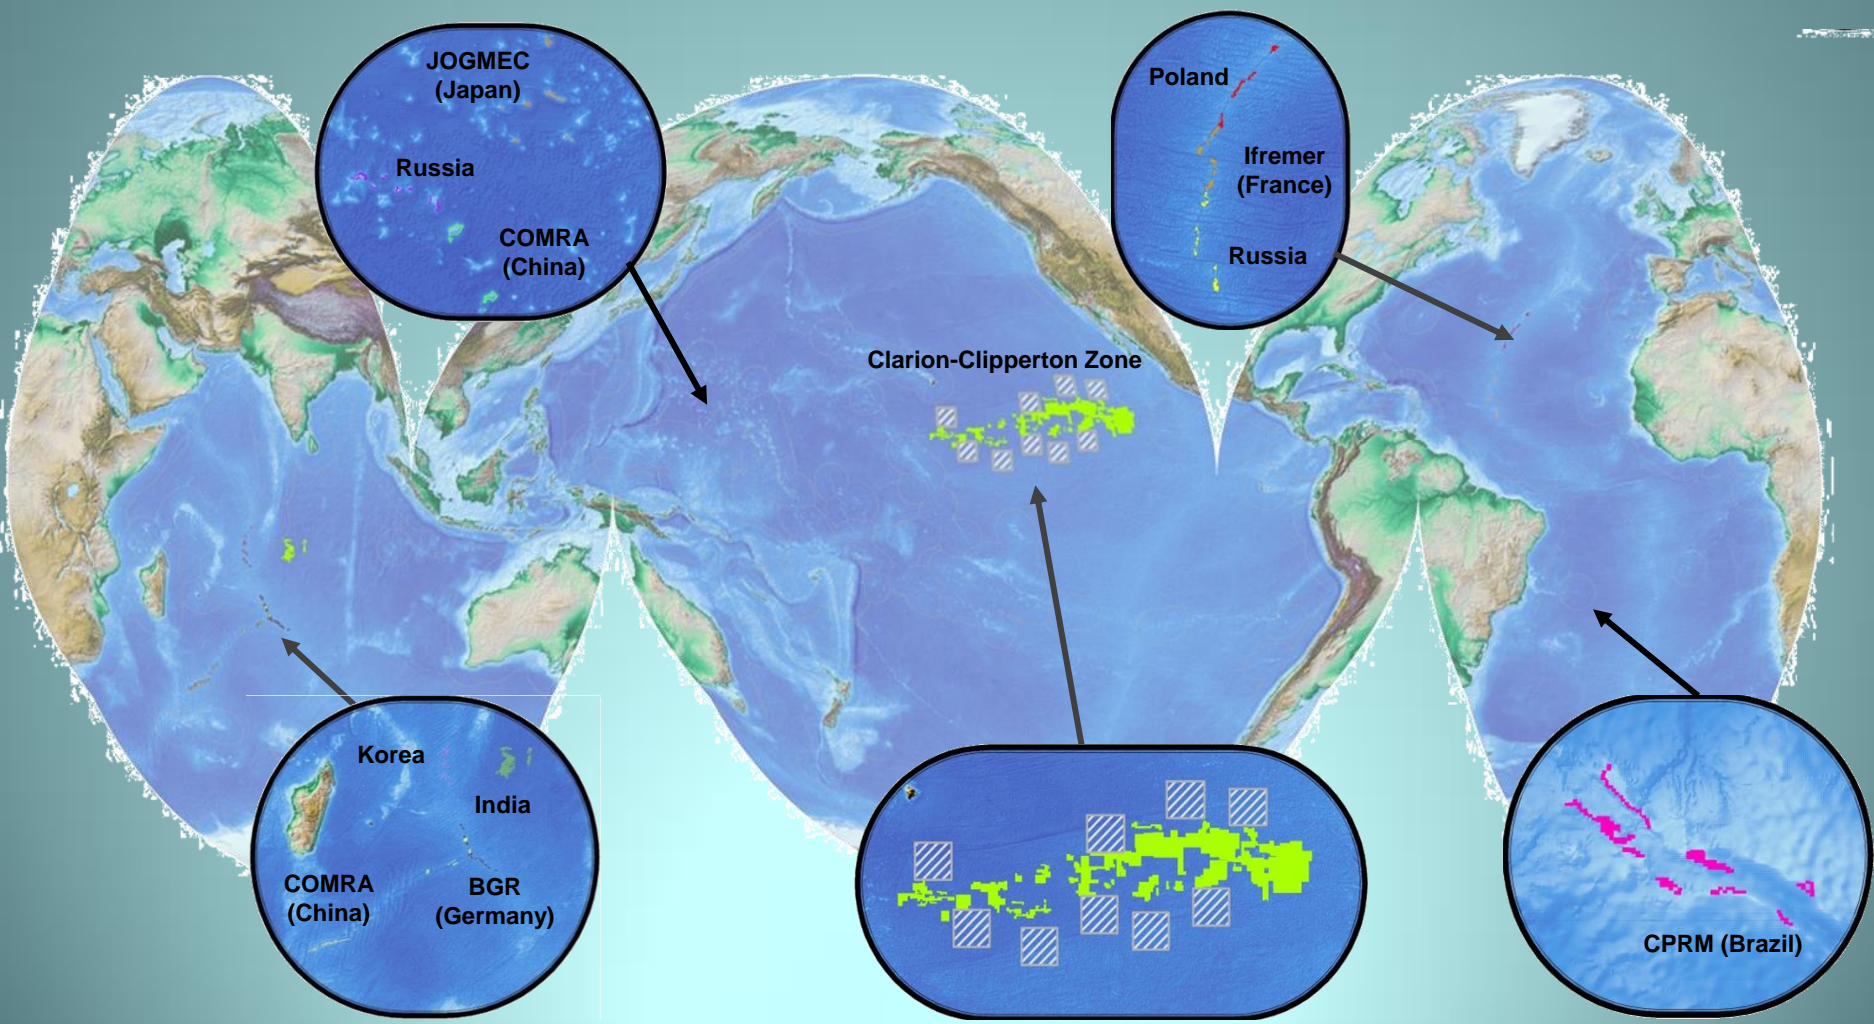 JOGMEC
(Japan)
Russia
COMRA
(China)
Poland
Ifremer
(France)
Russia
Clarion-Clipperton Zone
Korea
India
COMRA
(China)
BGR
(Germany)
CPRM (Brazil)